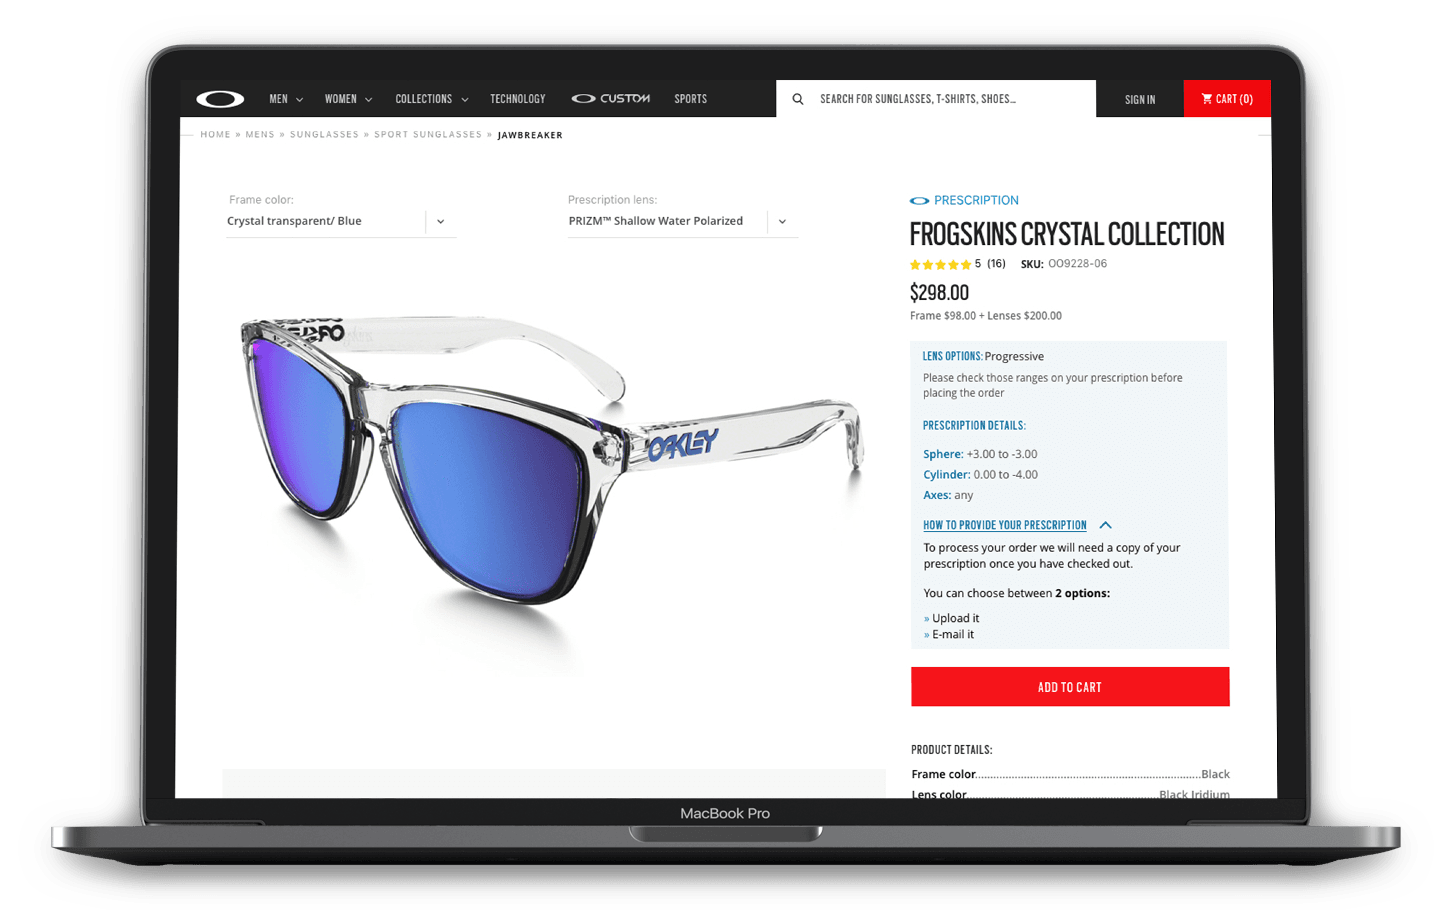 MEN WOMEN COLLECTIONS TECHNOLOGY CUSTOM SPORTS SEARCH FOR SUNGLASSES, T-SHIRTS, SHOES... SIGN IN CART (0)
HOME » MENS » SUNGLASSES » SPORT SUNGLASSES » JAWBREAKER
Frame color:
Crystal transparent/ Blue
Prescription lens:
PRIZM™ Shallow Water Polarized
OAKLEY
PRESCRIPTION
FROGSKINS CRYSTAL COLLECTION
5 (16) SKU: OO9228-06
$298.00
Frame $98.00 + Lenses $200.00
LENS OPTIONS: Progressive
Please check those ranges on your prescription before
placing the order
PRESCRIPTION DETAILS:
Sphere: +3.00 to -3.00
Cylinder: 0.00 to -4.00
Axes: any
HOW TO PROVIDE YOUR PRESCRIPTION
To process your order we will need a copy of your
prescription once you have checked out.
You can choose between 2 options:
» Upload it
» E-mail it
ADD TO CART
PRODUCT DETAILS:
Frame color..........Black
Lens color..........Black Iridium
MacBook Pro